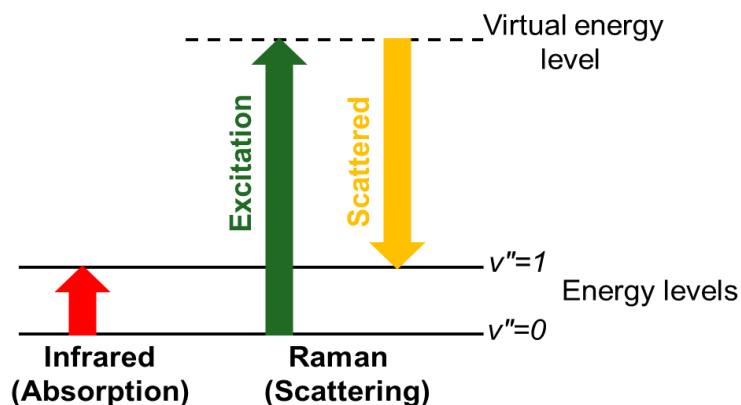 Virtual energy
level
Excitation
Scattered
v"=1
Energy levels
v"=0
Infrared
(Absorption)
Raman
(Scattering)